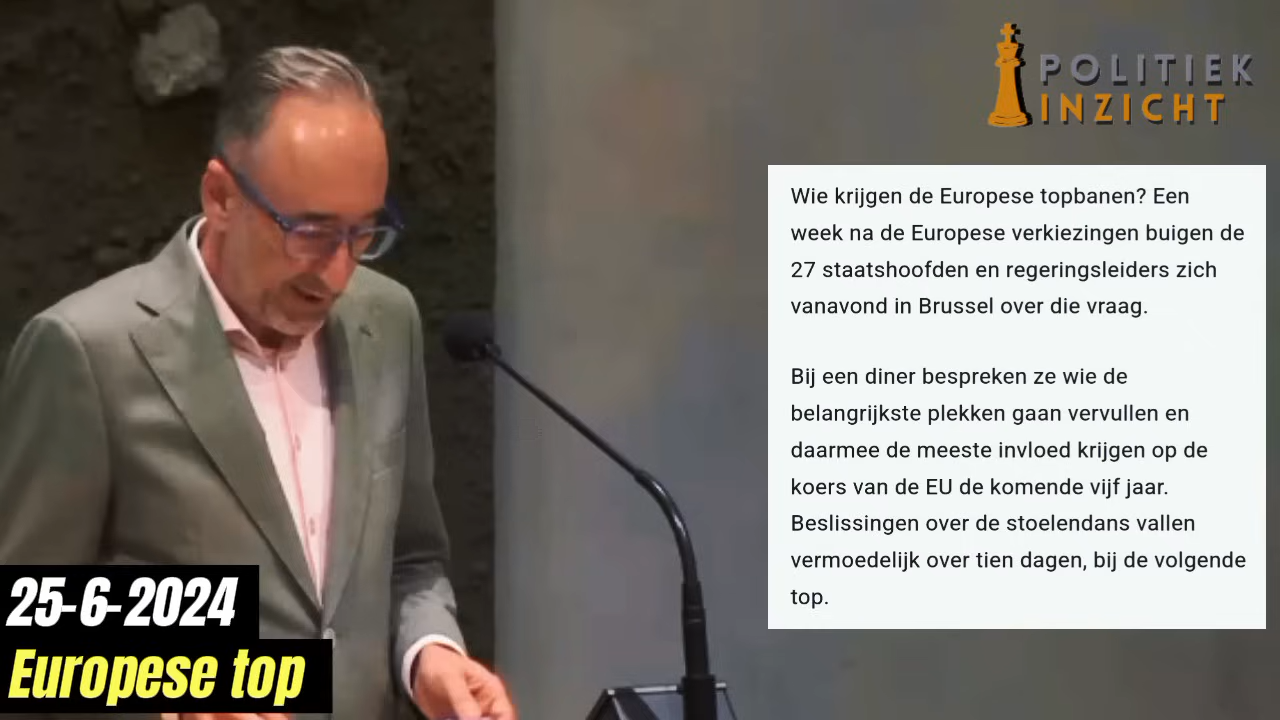 POLITIEK
INZICHT
Wie krijgen de Europese topbanen? Een
week na de Europese verkiezingen buigen de
27 staatshoofden en regeringsleiders zich
vanavond in Brussel over die vraag.
Bij een diner bespreken ze wie de
belangrijkste plekken gaan vervullen en
daarmee de meeste invloed krijgen op de
koers van de EU de komende vijf jaar.
Beslissingen over de stoelendans vallen
vermoedelijk over tien dagen, bij de volgende
top.
25-6-2024
Europese top